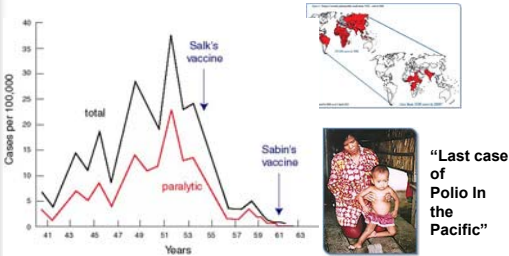 40
35
30
25
20
15
10
5
0
Cases per 100,000
total
paralytic
Salk's
vaccine
Sabin's
vaccine
41 43 45 47 49 51 53 55 57 59 61 63
Years
"Last case
of
Polio In
the
Pacific"